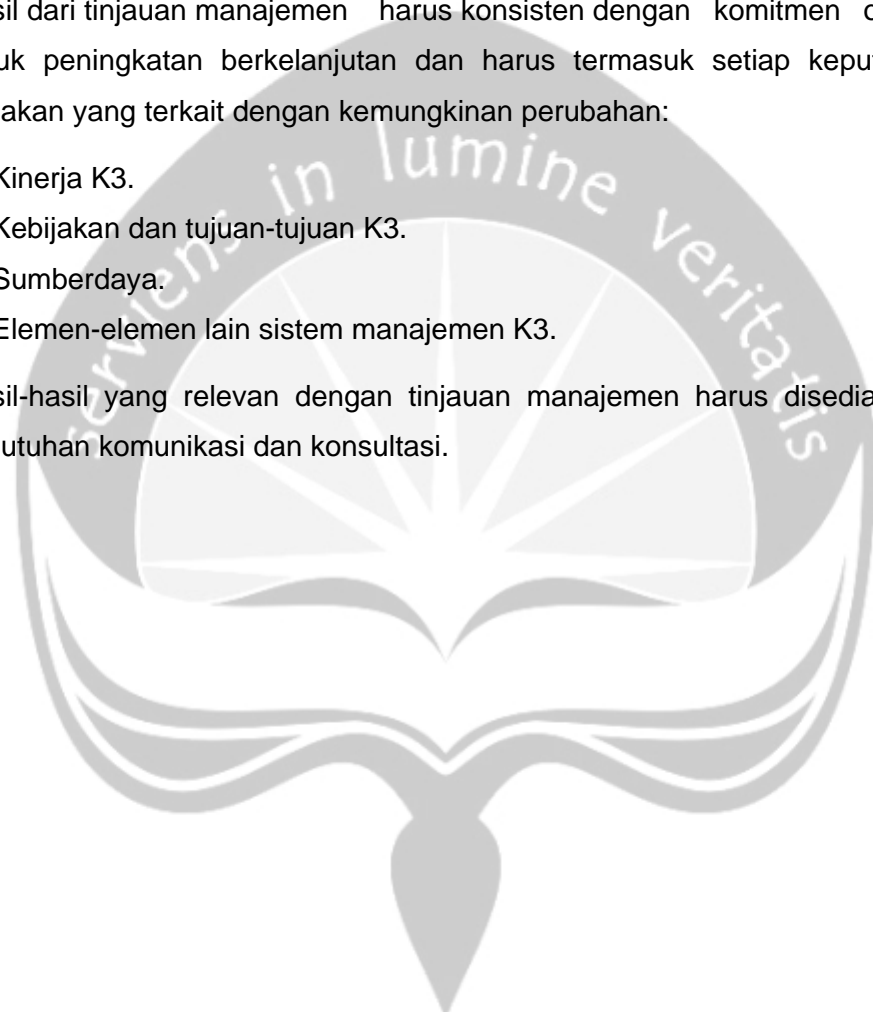 sil dari tinjauan manajemen harus konsisten dengan komitmen
uk peningkatan berkelanjutan dan harus termasuk setiap keput
akan yang terkait dengan kemungkinan perubahan:
Kinerja K3.
Kebijakan dan tujuan-tujuan K3.
Sumberdaya.
Elemen-elemen lain sistem manajemen K3.
sil-hasil yang relevan dengan tinjauan manajemen harus disedia
utuhan komunikasi dan konsultasi.
serviens in lumine veritatis